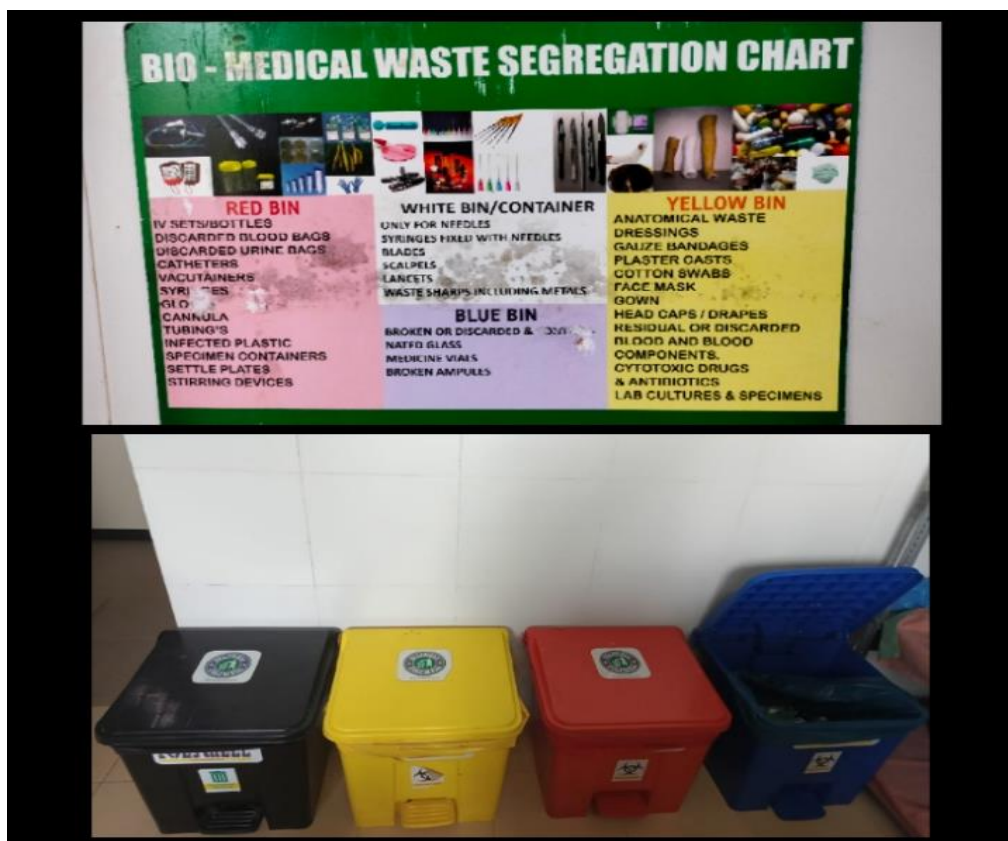 BIO - MEDICAL WASTE SEGREGATION CHART
RED BIN
IV SETS/BOTTLES
DISCARDED BLOOD BAGS
DISCARDED URINE BAGS
CATHETERS
VACUTAINERS
CANNULA
TUBING'S
INFECTED PLASTIC
SPECIMEN CONTAINERS
SETTLE PLATES
STIRRING DEVICES
WHITE BIN/CONTAINER
ONLY FOR NEEDLES
SYRINGES FIXED WITH NEEDLES
BLADES
SCALPELS
LANCETS
WASTE SHARPS INCLUDING METALS
BLUE BIN
BROKEN OR DISCARDED &
NATED GLASS
MEDICINE VIALS
BROKEN AMPULES
YELLOW BIN
ANATOMICAL WASTE
DRESSINGS
GAUZE BANDAGES
PLASTER CASTS
COTTON SWABS
FACE MASK
GOWN
HEAD CAPS / DRAPES
RESIDUAL OR DISCARDED
BLOOD AND BLOOD
COMPONENTS.
CYTOTOXIC DRUGS
& ANTIBIOTICS
LAB CULTURES & SPECIMENS